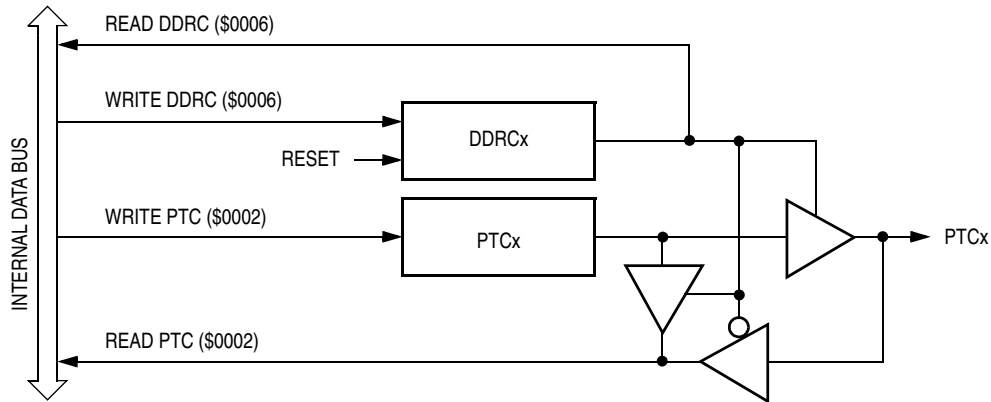 READ DDRC ($0006)
WRITE DDRC ($0006)
DDRCx
RESET
WRITE PTC ($0002)
PTCx
PTCx
READ PTC ($0002)
INTERNAL DATA BUS